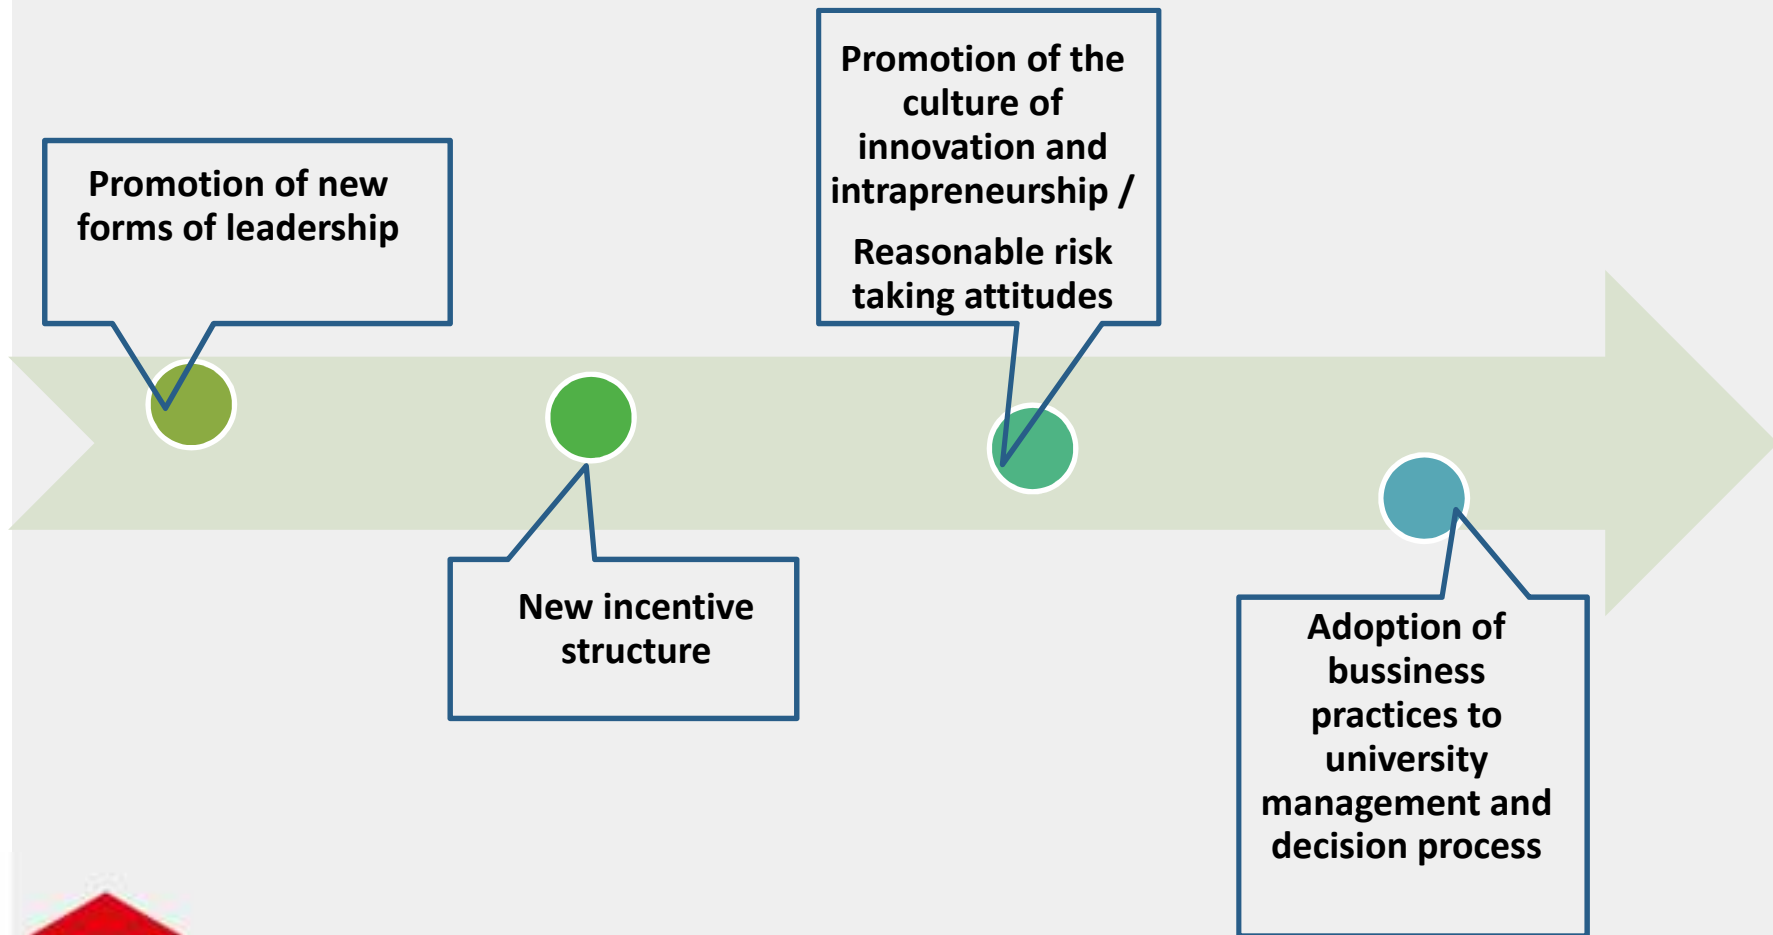 Promotion of new
forms of leadership
New incentive
structure
Promotion of the
culture of
innovation and
intrapreneurship /
Reasonable risk
taking attitudes
Adoption of
bussiness
practices to
university
management and
decision process